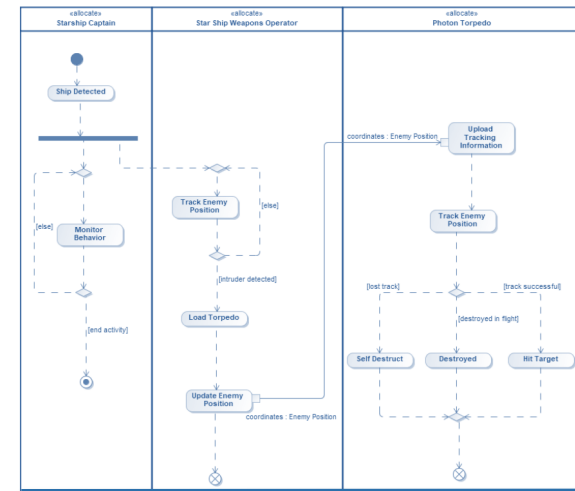 «allocate»
Starship Captain
«allocate»
Star Ship Weapons Operator
«allocate»
Photon Torpedo
Ship Detected
[else]
Monitor
Behavior
[end activity]
Track Enemy
Position
[else]
[intruder detected]
Load Torpedo
Update Enemy
Position
coordinates : Enemy Position
coordinates : Enemy Position
Upload
Tracking
Information
Track Enemy
Position
[lost track]
[track successful]
[destroyed in flight]
Self Destruct
Destroyed
Hit Target